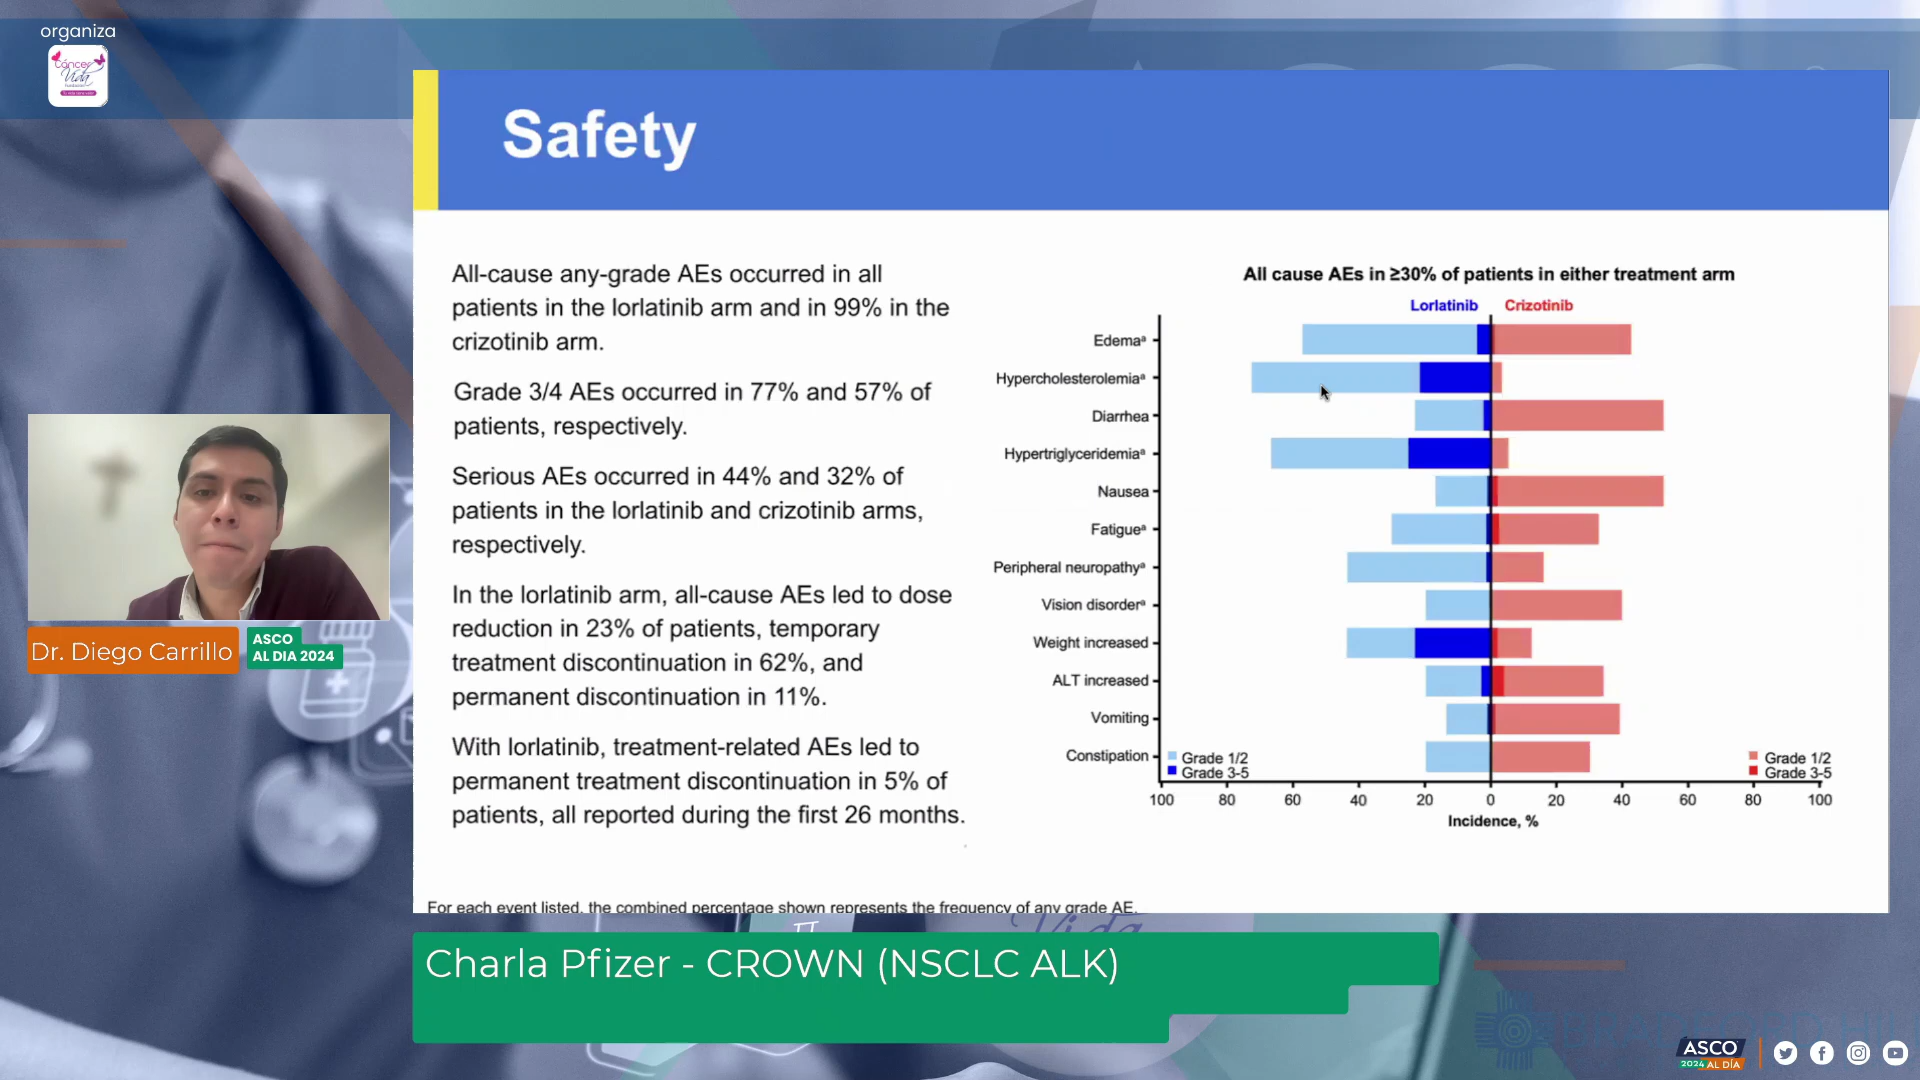 organiza
Cáncer
Vida
Safety
All-cause any-grade AEs occurred in all
patients in the lorlatinib arm and in 99% in the
crizotinib arm.
Grade 3/4 AEs occurred in 77% and 57% of
patients, respectively.
Serious AEs occurred in 44% and 32% of
patients in the lorlatinib and crizotinib arms,
respectively.
In the lorlatinib arm, all-cause AEs led to dose
reduction in 23% of patients, temporary
treatment discontinuation in 62%, and
permanent discontinuation in 11%.
With lorlatinib, treatment-related AEs led to
permanent treatment discontinuation in 5% of
patients, all reported during the first 26 months.
All cause AEs in ≥30% of patients in either treatment arm
Lorlatinib Crizotinib
Edemaᵃ
Hypercholesterolemiaᵃ
Diarrhea
Hypertriglyceridemiaᵃ
Nausea
Fatigueᵃ
Peripheral neuropathyᵃ
Vision disorderᵃ
Weight increased
ALT increased
Vomiting
Constipation
Grade 1/2
Grade 3-5
Grade 1/2
Grade 3-5
100 80 60 40 20 0 20 40 60 80 100
Incidence, %
For each event listed, the combined percentage shown represents the frequency of any grade AE.
Dr. Diego Carrillo
ASCO
AL DIA 2024
Charla Pfizer - CROWN (NSCLC ALK)
Vida
BRADFORD HILL
ASCO
2024 AL DÍA